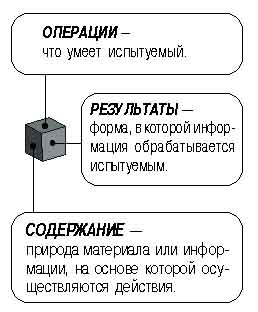 ОПЕРАЦИИ —
что умеет испытуемый.
РЕЗУЛЬТАТЫ —
форма, в которой инфор-
мация обрабатывается
испытуемым.
СОДЕРЖАНИЕ —
природа материала или инфор-
мации, на основе которой осу-
ществляются действия.